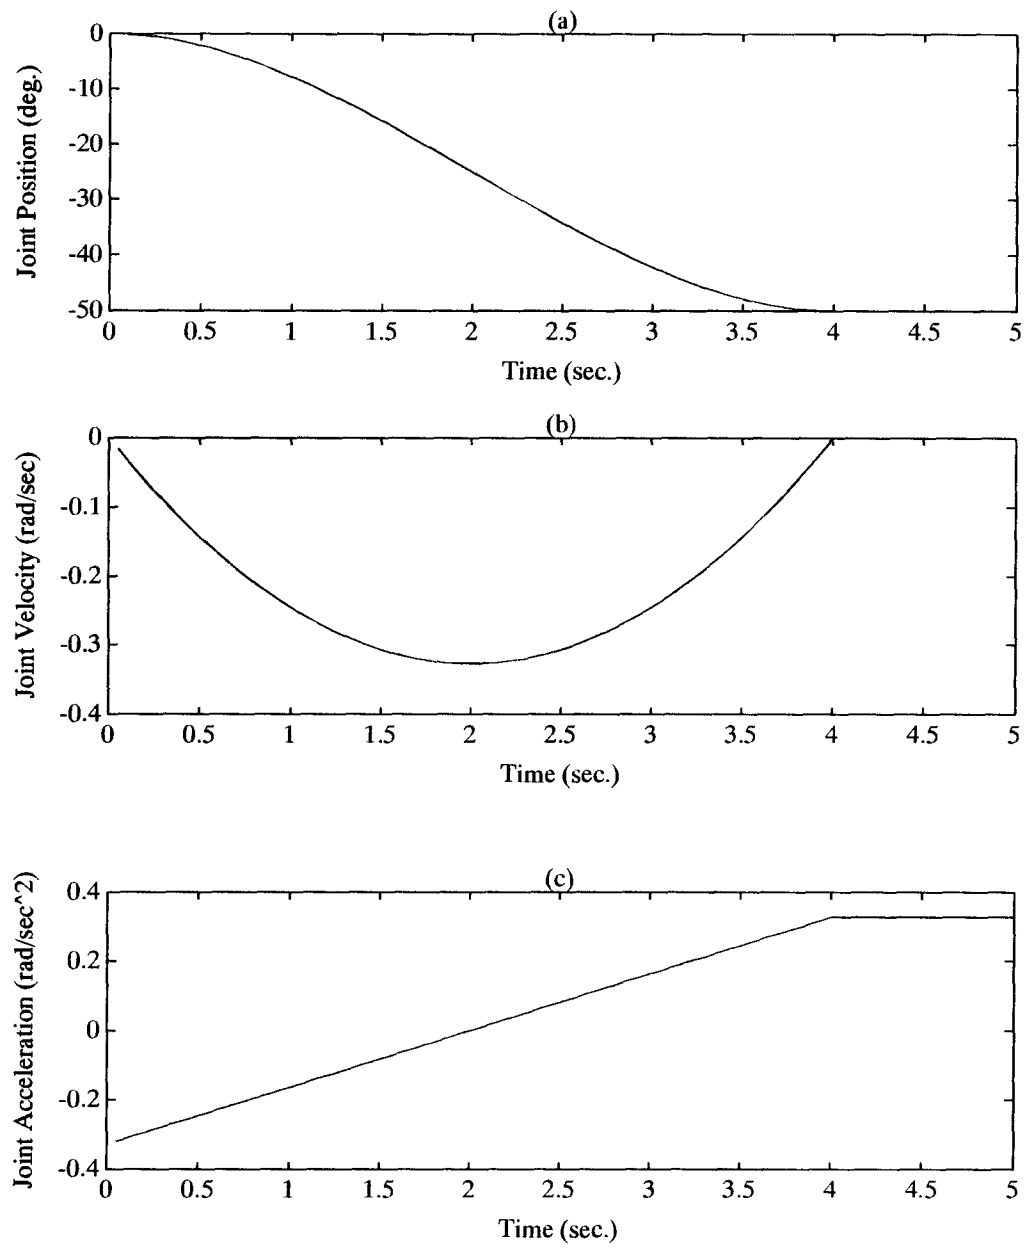 (a)
Joint Position (deg.)
0
-10
-20
-30
-40
-50
0 0.5 1 1.5 2 2.5 3 3.5 4 4.5 5
Time (sec.)
(b)
Joint Velocity (rad/sec)
0
-0.1
-0.2
-0.3
-0.4
0 0.5 1 1.5 2 2.5 3 3.5 4 4.5 5
Time (sec.)
(c)
Joint Acceleration (rad/sec^2)
0.4
0.2
0
-0.2
-0.4
0 0.5 1 1.5 2 2.5 3 3.5 4 4.5 5
Time (sec.)